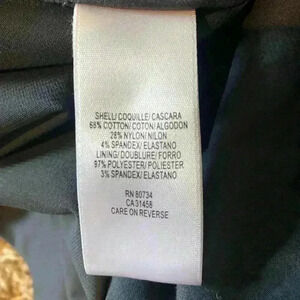 SHELL/COQUILLE/CASCARA
68% COTTON/COTON/ALGODON
28% NYLON/NILON
4% SPANDEX/ELASTANO
LINING/DOUBLURE/FORRO
97% POLYESTER/POLIESTER
3% SPANDEX/ELASTANO
RN 80734
CA 31458
CARE ON REVERSE